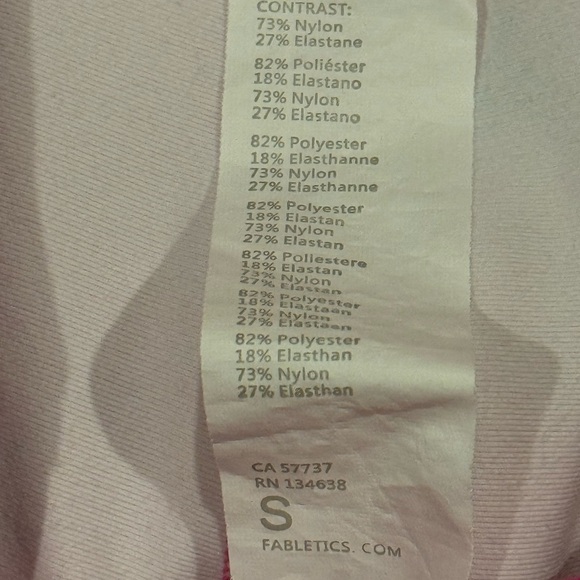 CONTRAST:
73% Nylon
27% Elastane
82% Poliéster
18% Elastano
73% Nylon
27% Elastano
82% Polyester
18% Elasthanne
73% Nylon
27% Elasthanne
82% Polyester
18% Elastan
73% Nylon
27% Elastan
82% Poliestere
18% Elastan
73% Nylon
27% Elastan
82% Polyester
18% Elastaan
73% Nylon
27% Elastaan
82% Polyester
18% Elasthan
73% Nylon
27% Elasthan
CA 57737
RN 134638
S
FABLETICS. COM